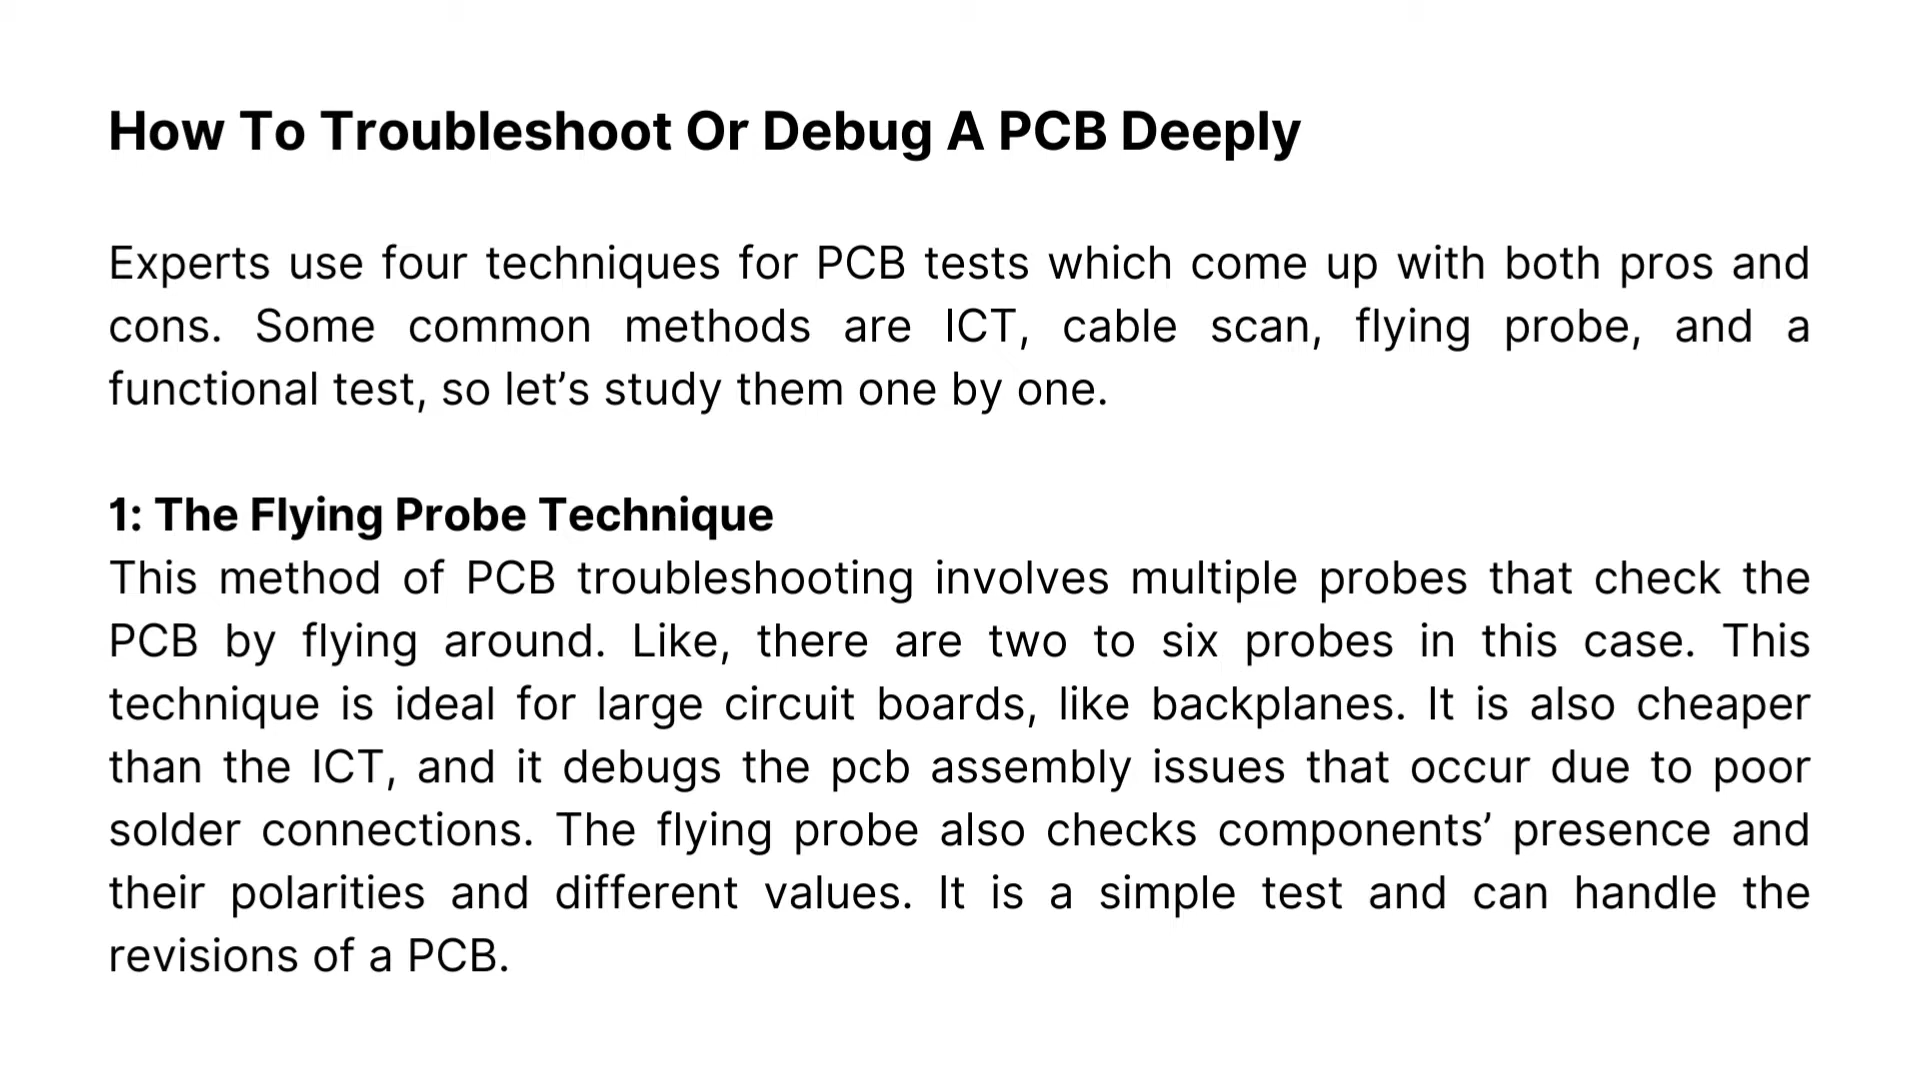 How To Troubleshoot Or Debug A PCB Deeply
Experts use four techniques for PCB tests which come up with both pros and
cons. Some common methods are ICT, cable scan, flying probe, and a
functional test, so let’s study them one by one.
1: The Flying Probe Technique
This method of PCB troubleshooting involves multiple probes that check the
PCB by flying around. Like, there are two to six probes in this case. This
technique is ideal for large circuit boards, like backplanes. It is also cheaper
than the ICT, and it debugs the pcb assembly issues that occur due to poor
solder connections. The flying probe also checks components’ presence and
their polarities and different values. It is a simple test and can handle the
revisions of a PCB.